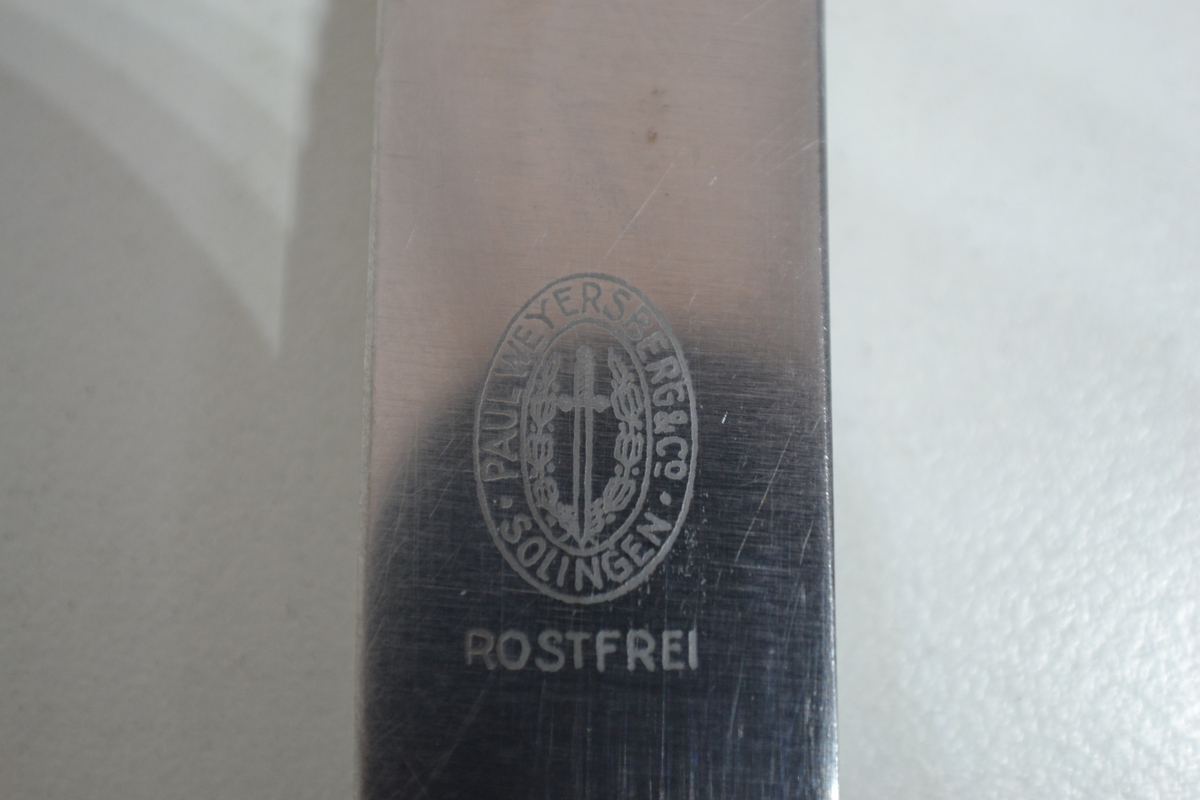 PAUL WEYERSBERG & Co
• SOLINGEN •
ROSTFREI